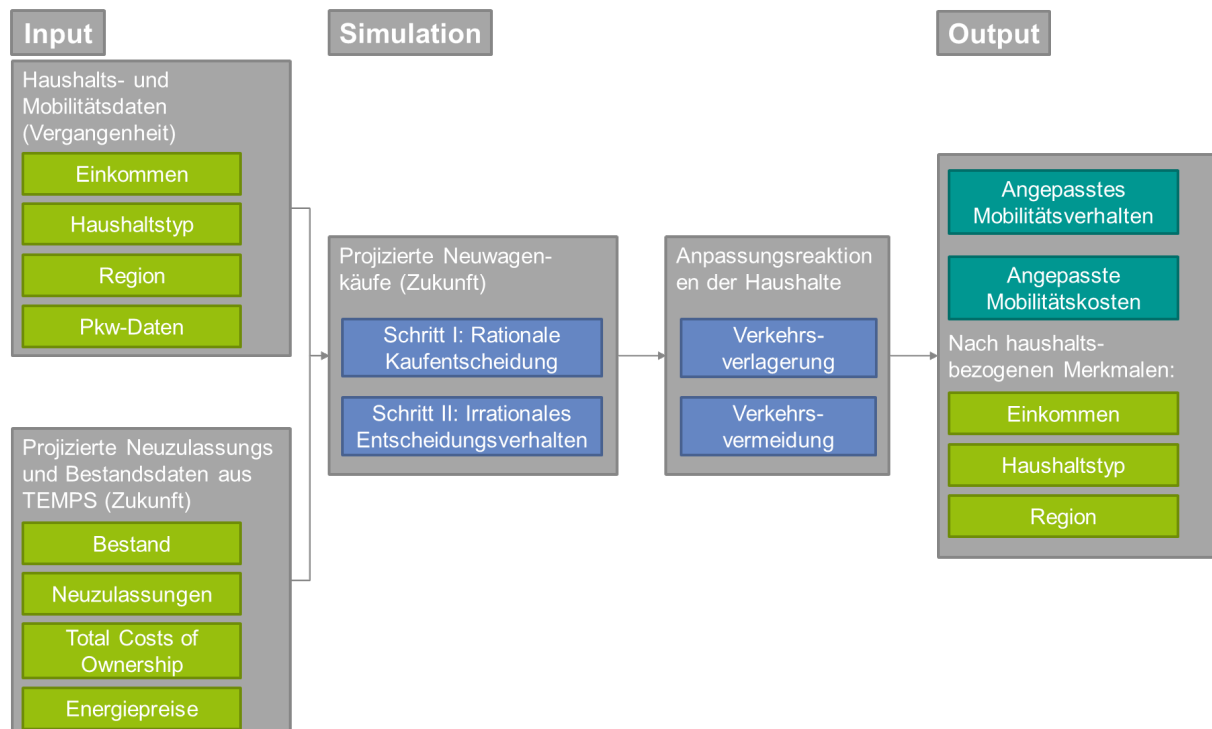 Input
Haushalts- und
Mobilitätsdaten
(Vergangenheit)
Einkommen
Haushaltstyp
Region
Pkw-Daten
Projizierte Neuzulassungs
und Bestandsdaten aus
TEMPS (Zukunft)
Bestand
Neuzulassungen
Total Costs of
Ownership
Energiepreise
Simulation
Projizierte Neuwagen-
käufe (Zukunft)
Schritt I: Rationale
Kaufentscheidung
Schritt II: Irrationales
Entscheidungsverhalten
Anpassungsreaktion
en der Haushalte
Verkehrs-
verlagerung
Verkehrs-
vermeidung
Output
Angepasstes
Mobilitätsverhalten
Angepasste
Mobilitätskosten
Nach haushalts-
bezogenen Merkmalen:
Einkommen
Haushaltstyp
Region